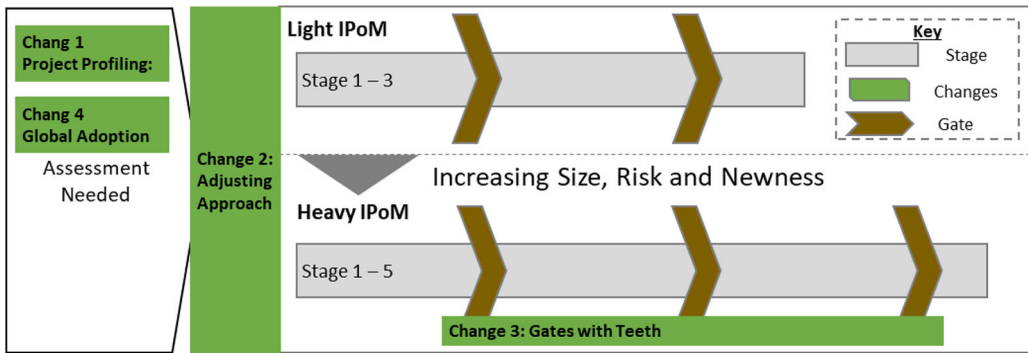 Chang 1
Project Profiling:
Chang 4
Global Adoption
Assessment
Needed
Change 2:
Adjusting
Approach
Light IPoM
Stage 1 – 3
Increasing Size, Risk and Newness
Heavy IPoM
Stage 1 – 5
Change 3: Gates with Teeth
Key
Stage
Changes
Gate